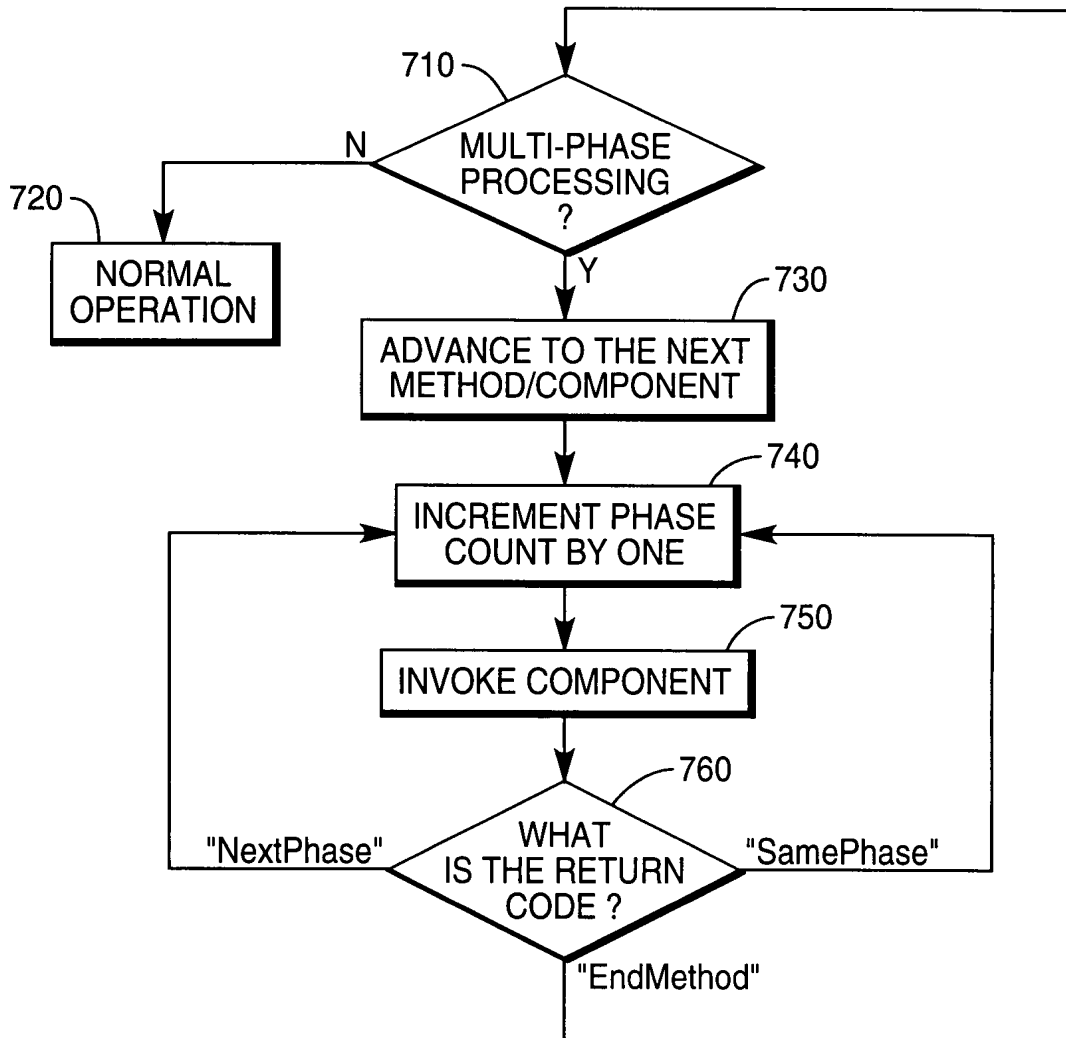 710
MULTI-PHASE
PROCESSING
?
N
Y
720
NORMAL
OPERATION
730
ADVANCE TO THE NEXT
METHOD/COMPONENT
740
INCREMENT PHASE
COUNT BY ONE
750
INVOKE COMPONENT
760
WHAT
IS THE RETURN
CODE ?
"NextPhase"
"SamePhase"
"EndMethod"